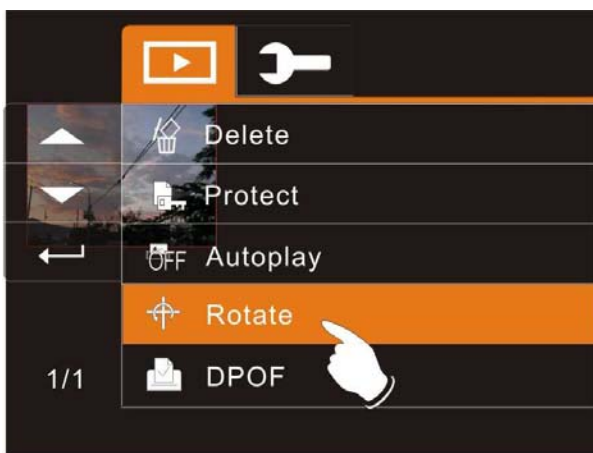 Delete
Protect
OFF Autoplay
Rotate
1/1 DPOF